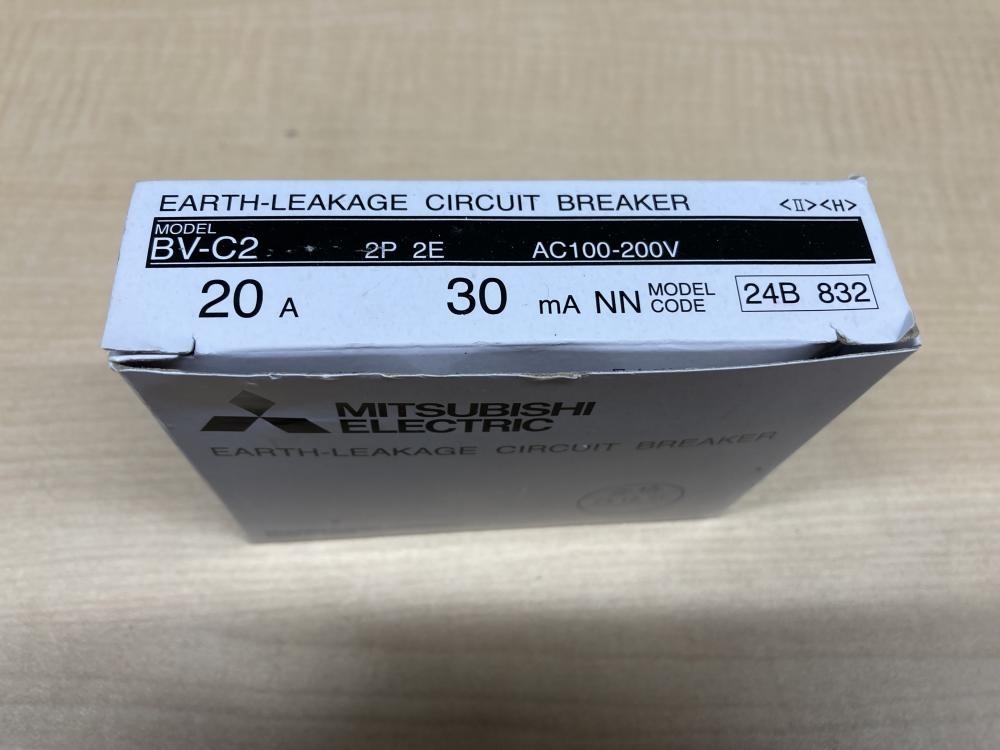 EARTH-LEAKAGE CIRCUIT BREAKER <II><H>
MODEL
BV-C2 2P 2E AC100-200V
20 A 30 mA NN MODEL CODE 24B 832
MITSUBISHI
ELECTRIC
EARTH-LEAKAGE CIRCUIT BREAKER